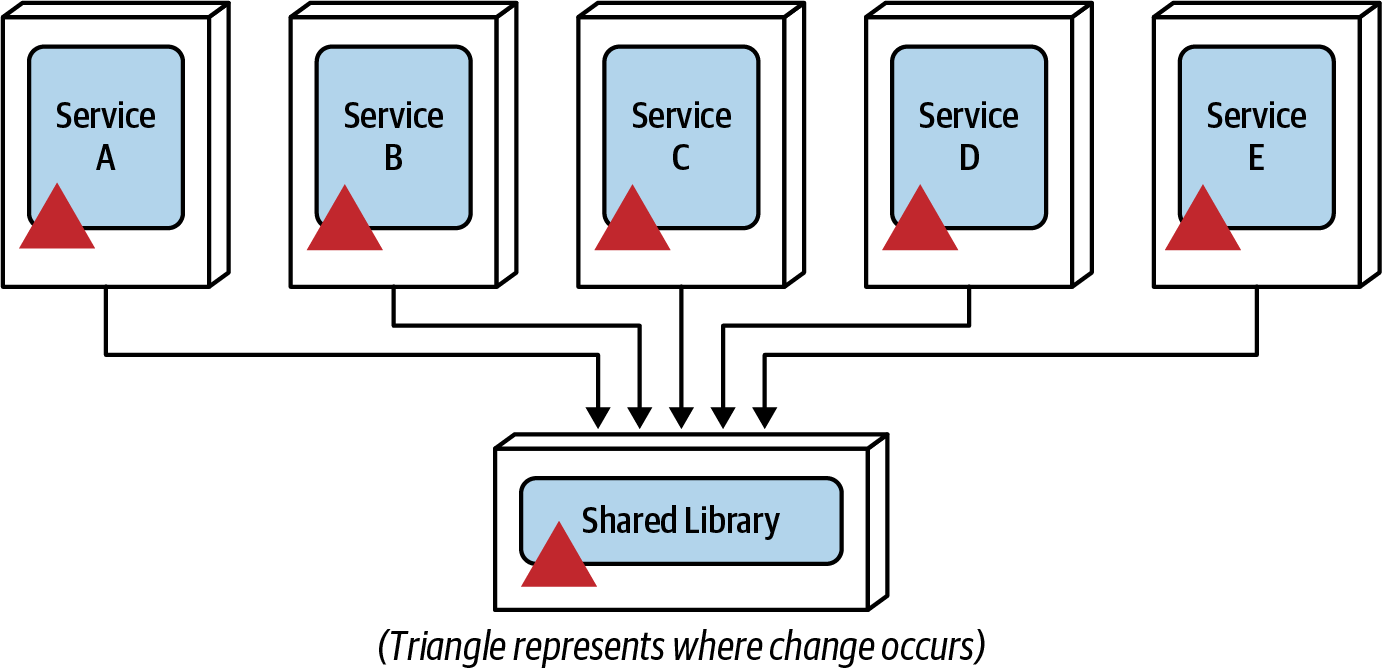 Service
A
Service
B
Service
C
Service
D
Service
E
Shared Library
(Triangle represents where change occurs)